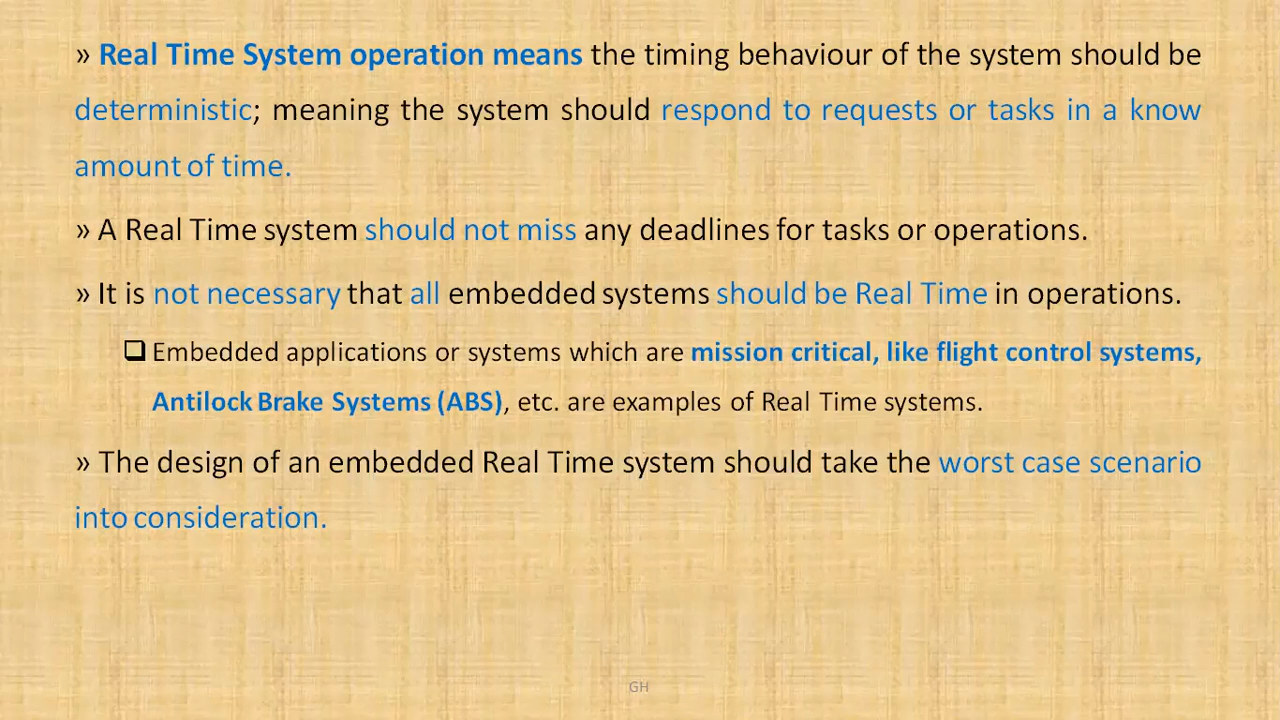 » Real Time System operation means the timing behaviour of the system should be
deterministic; meaning the system should respond to requests or tasks in a know
amount of time.
» A Real Time system should not miss any deadlines for tasks or operations.
» It is not necessary that all embedded systems should be Real Time in operations.
❑ Embedded applications or systems which are mission critical, like flight control systems,
Antilock Brake Systems (ABS), etc. are examples of Real Time systems.
» The design of an embedded Real Time system should take the worst case scenario
into consideration.
GH